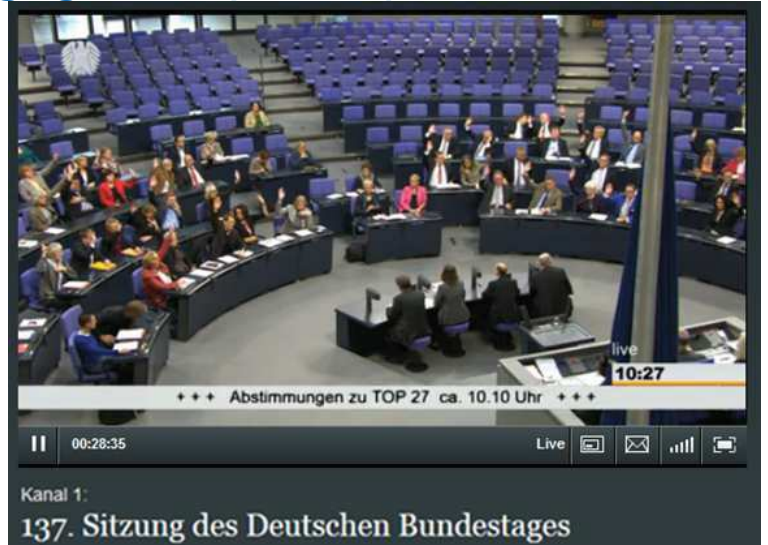 live
10:27
+ + + Abstimmungen zu TOP 27 ca. 10.10 Uhr + + +
00:28:35
Live
Kanal 1:
137. Sitzung des Deutschen Bundestages